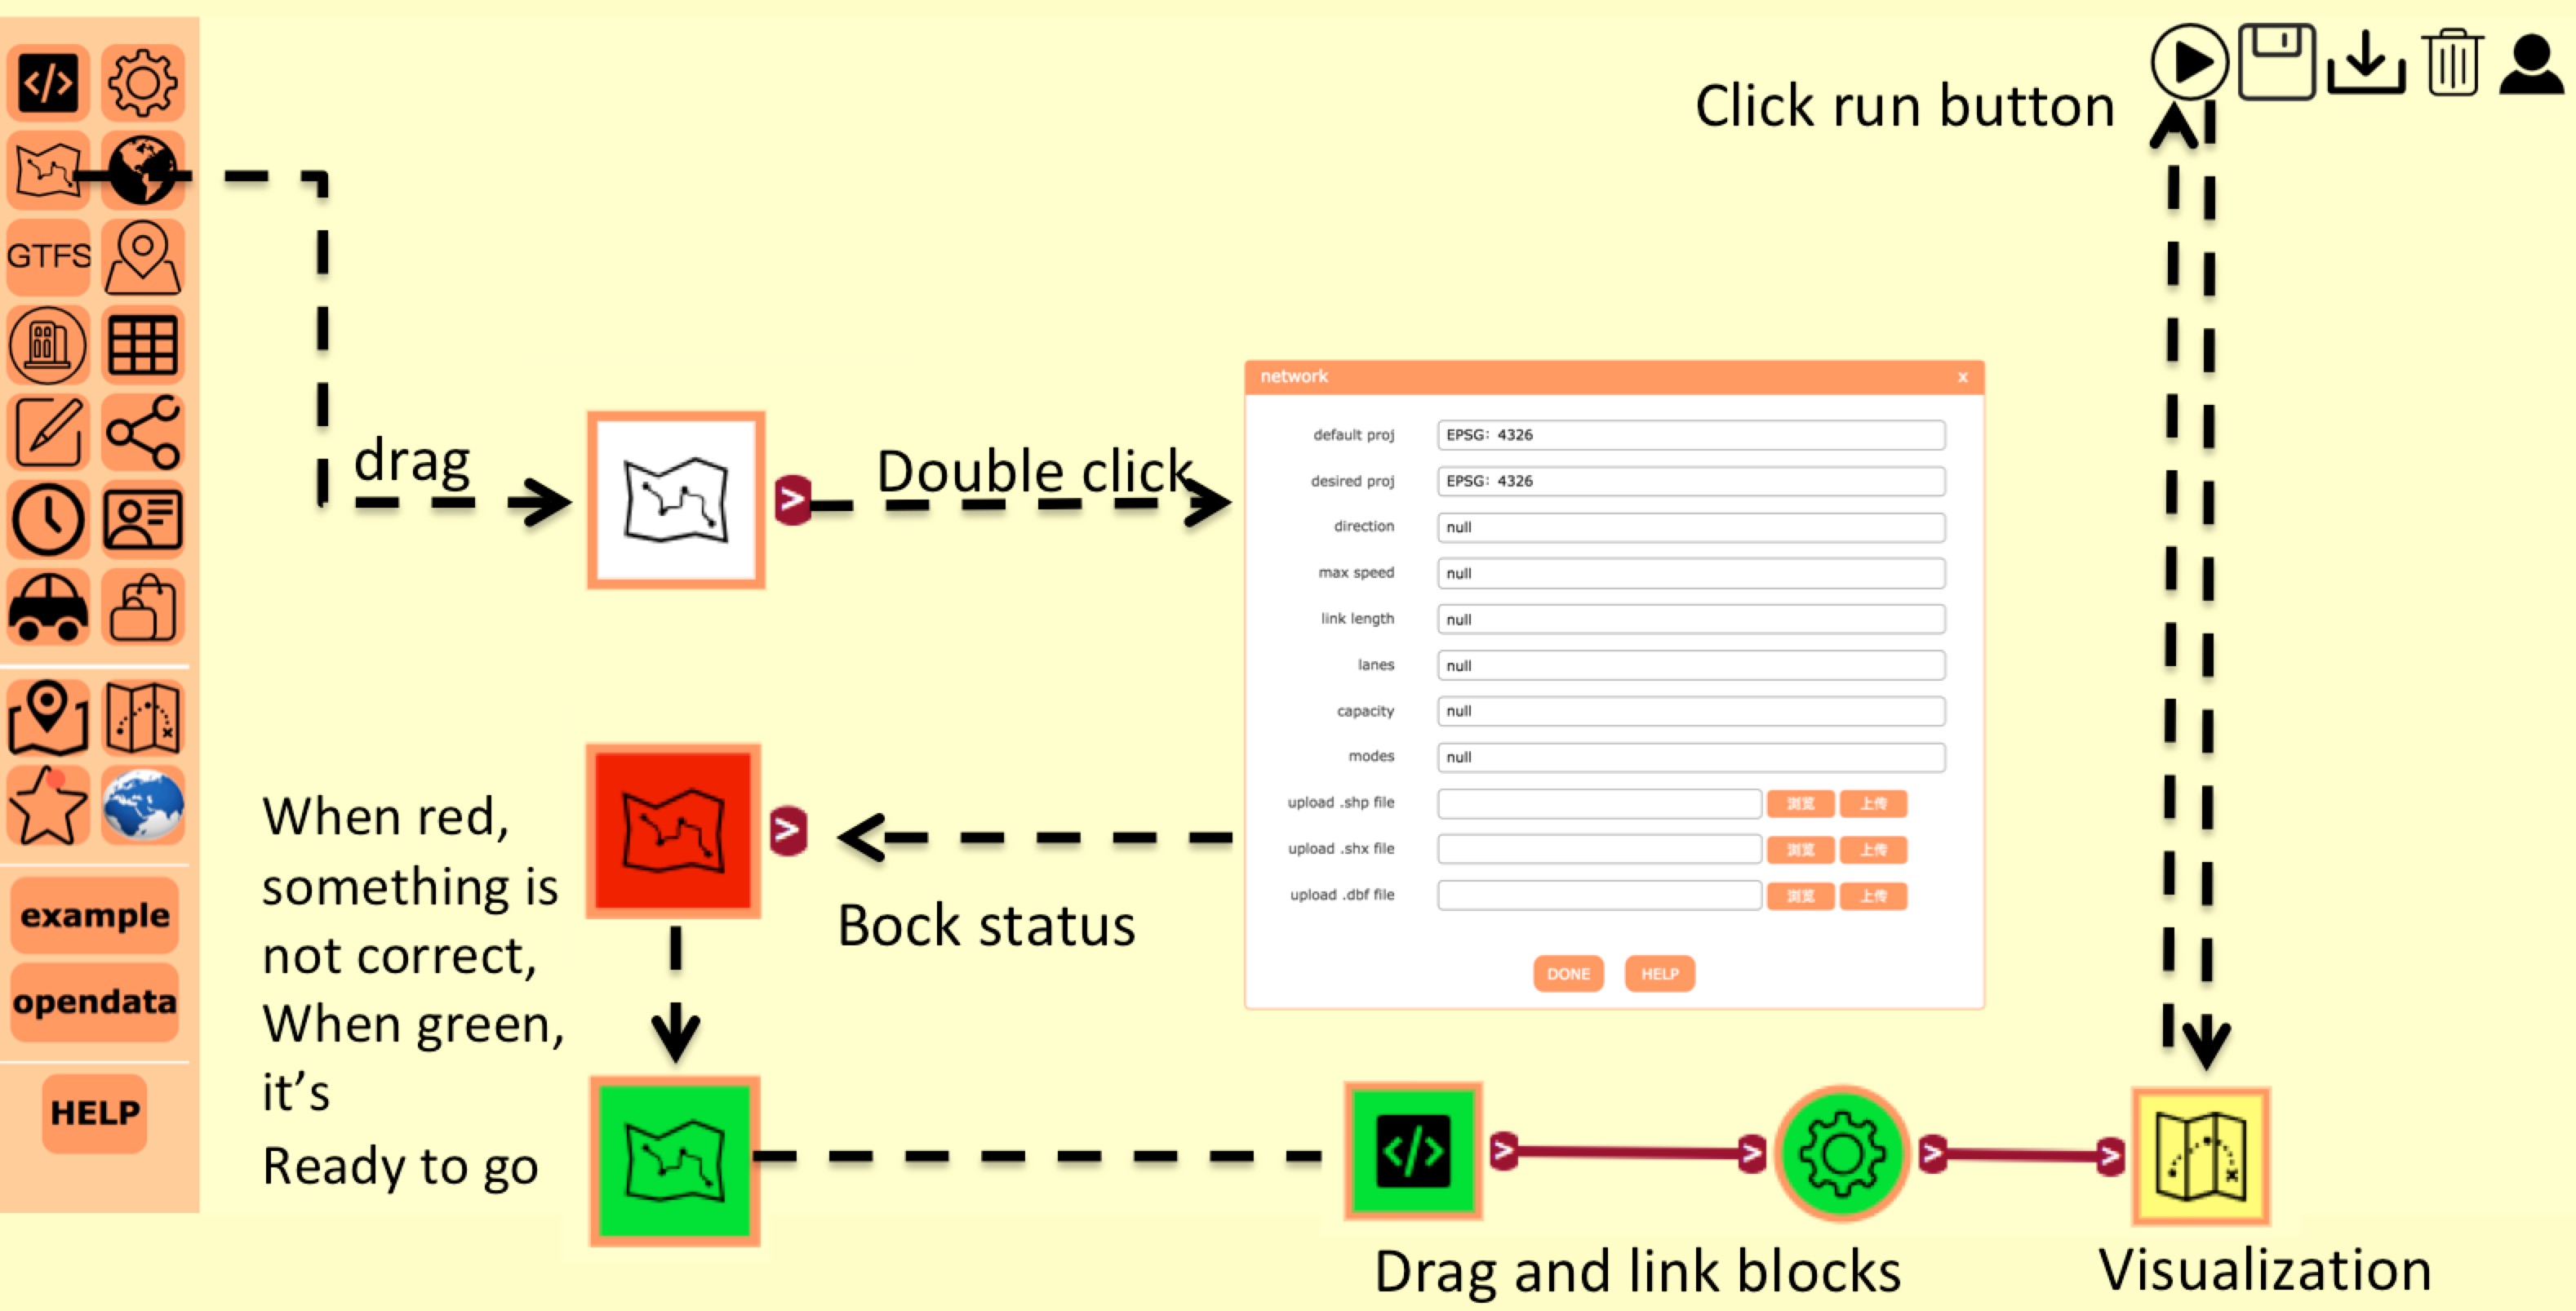 Click run button
GTFS
drag
Double click
network x
default proj EPSG: 4326
desired proj EPSG: 4326
direction null
max speed null
link length null
lanes null
capacity null
modes null
upload .shp file 浏览 上传
upload .shx file 浏览 上传
upload .dbf file 浏览 上传
DONE HELP
example
opendata
HELP
When red,
something is
not correct,
When green,
it's
Ready to go
Bock status
Drag and link blocks
Visualization